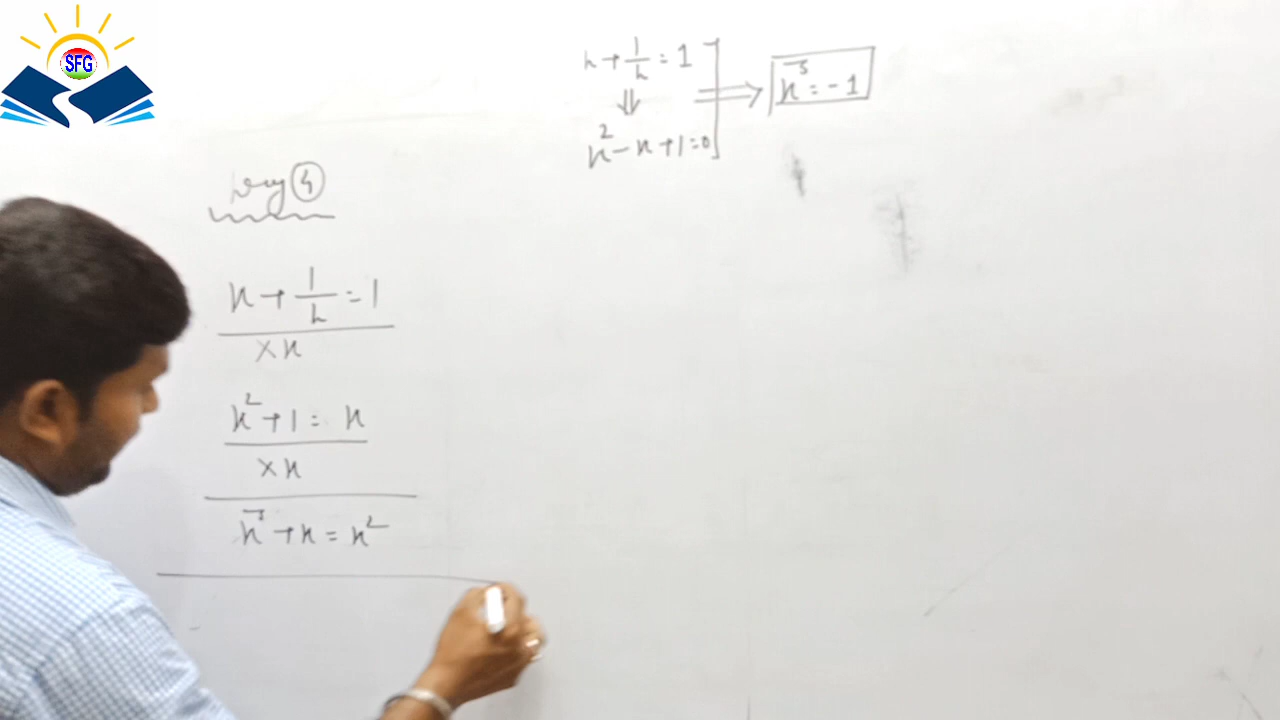 SFG
x + 1/x = 1
⇓
x² - x + 1 = 0
⇒ x³ = -1
Way ④
x + 1/x = 1
× x
x² + 1 = x
× x
x³ + x = x²